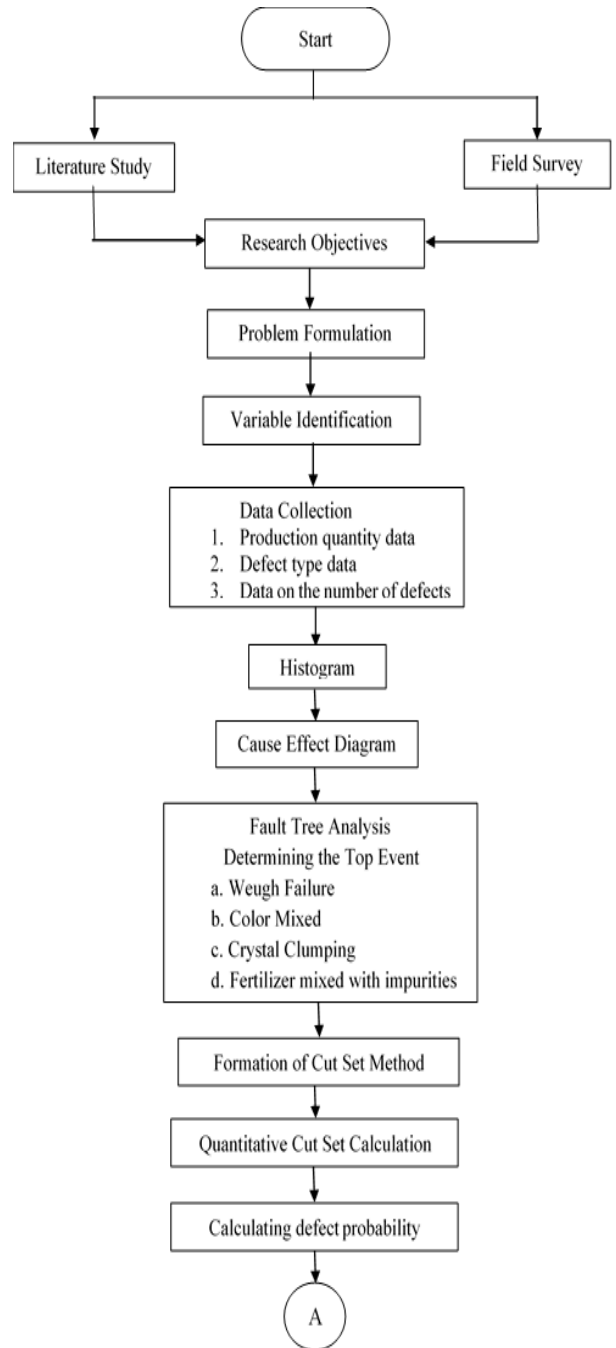 Start
Literature Study
Field Survey
Research Objectives
Problem Formulation
Variable Identification
Data Collection
1. Production quantity data
2. Defect type data
3. Data on the number of defects
Histogram
Cause Effect Diagram
Fault Tree Analysis
Determining the Top Event
a. Weugh Failure
b. Color Mixed
c. Crystal Clumping
d. Fertilizer mixed with impurities
Formation of Cut Set Method
Quantitative Cut Set Calculation
Calculating defect probability
A